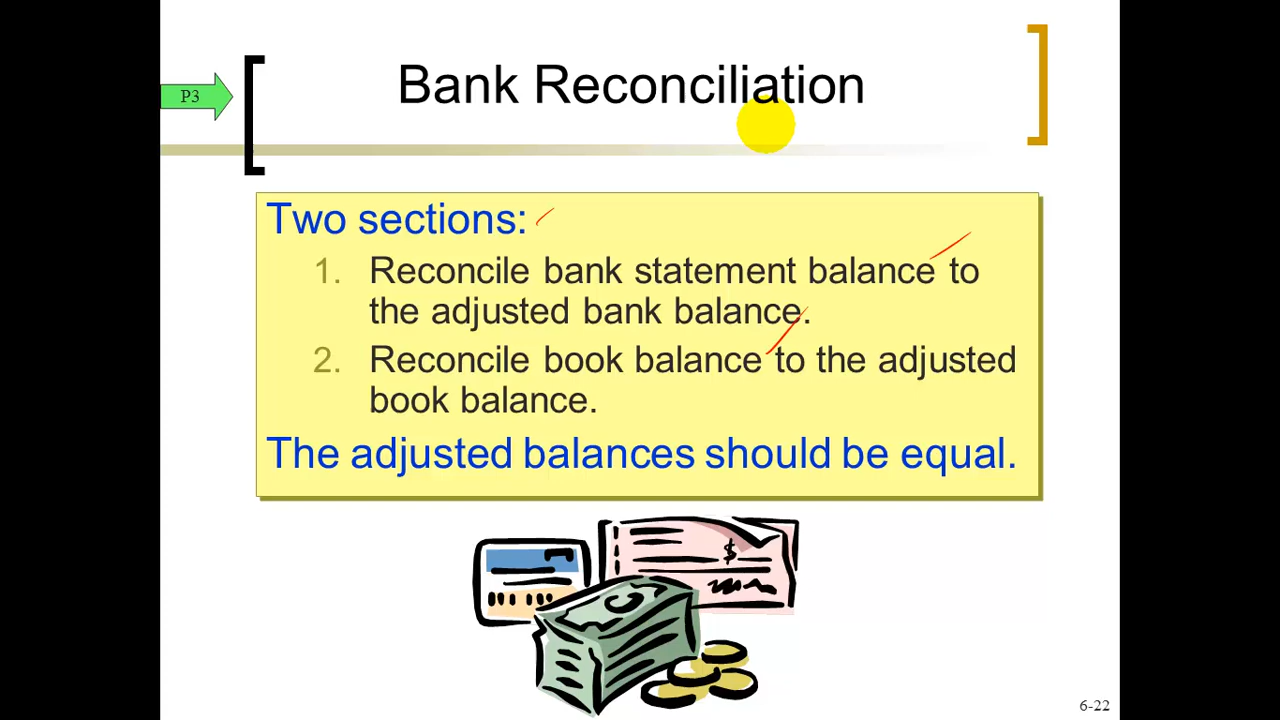 Bank Reconciliation
P3
Two sections:
1. Reconcile bank statement balance to
the adjusted bank balance.
2. Reconcile book balance to the adjusted
book balance.
The adjusted balances should be equal.
$
6-22